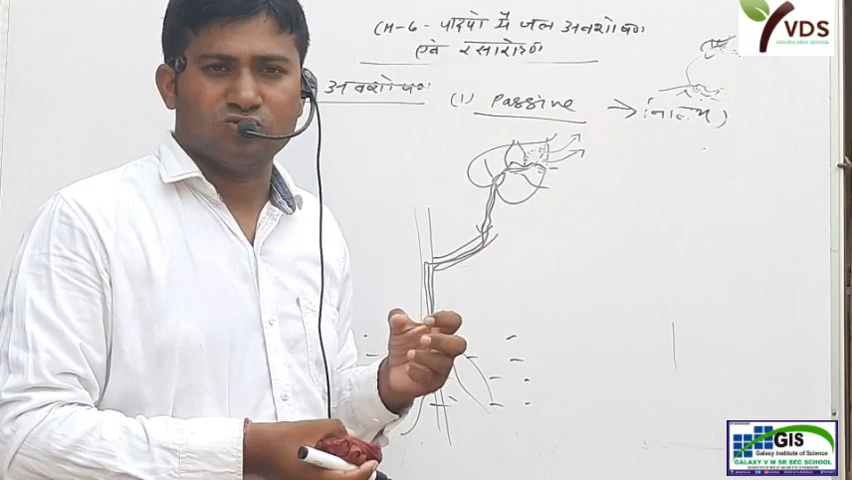 CH-6 - पादपो में जल अवशोषण
एवं रसारोहण
अवशोषण
(1) Passive → (निष्क्रिय)
VDS
GIS
Galaxy Institute of Science
GALAXY V M SR SEC SCHOOL